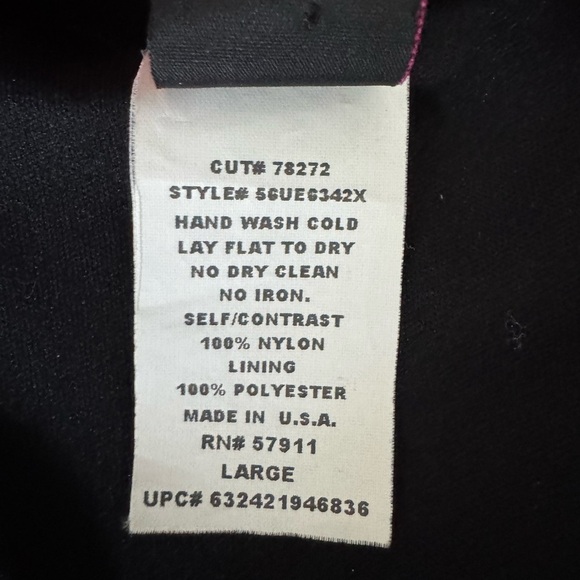 CUT# 78272
STYLE# 56UE6342X
HAND WASH COLD
LAY FLAT TO DRY
NO DRY CLEAN
NO IRON.
SELF/CONTRAST
100% NYLON
LINING
100% POLYESTER
MADE IN U.S.A.
RN# 57911
LARGE
UPC# 632421946836